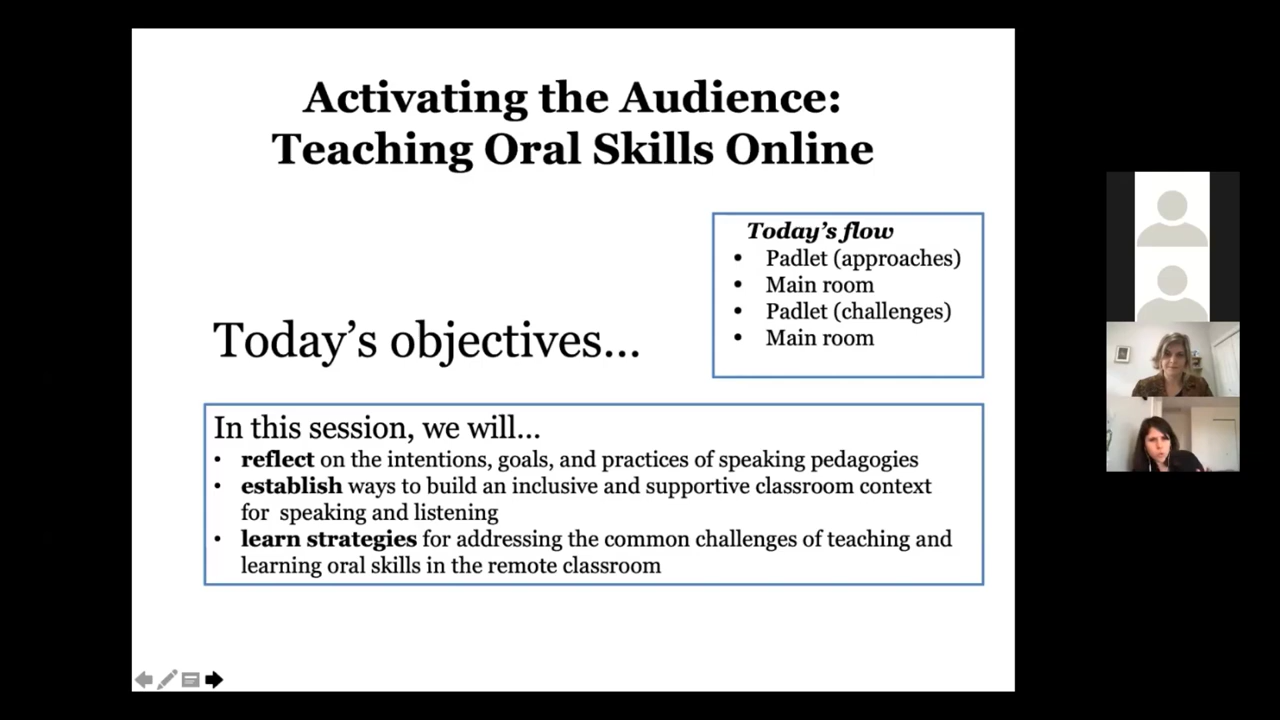 Activating the Audience:
Teaching Oral Skills Online
Today’s flow
• Padlet (approaches)
• Main room
• Padlet (challenges)
• Main room
Today’s objectives...
In this session, we will...
• reflect on the intentions, goals, and practices of speaking pedagogies
• establish ways to build an inclusive and supportive classroom context
for speaking and listening
• learn strategies for addressing the common challenges of teaching and
learning oral skills in the remote classroom